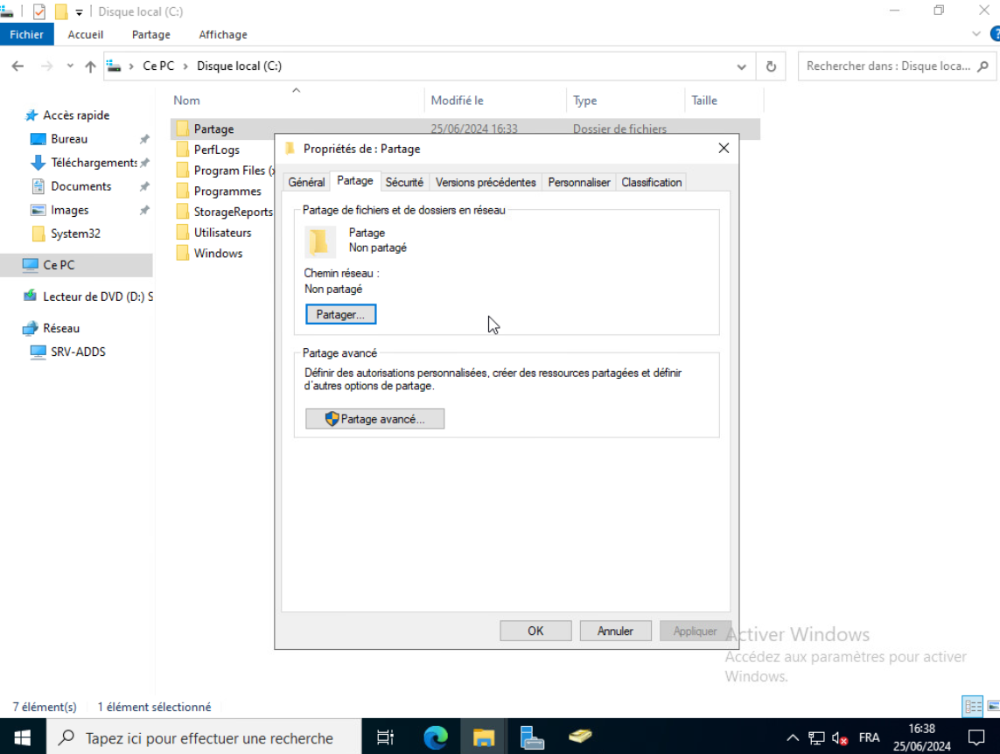 Disque local (C:)
Fichier Accueil Partage Affichage
Ce PC > Disque local (C:)
Rechercher dans : Disque loca...
Nom Modifié le Type Taille
Accès rapide
Bureau
Téléchargements
Documents
Images
System32
Ce PC
Lecteur de DVD (D:) S
Réseau
SRV-ADDS
Partage 25/06/2024 16:33 Dossier de fichiers
PerfLogs
Program Files (x
Programmes
StorageReports
Utilisateurs
Windows
Propriétés de : Partage
Général Partage Sécurité Versions précédentes Personnaliser Classification
Partage de fichiers et de dossiers en réseau
Partage
Non partagé
Chemin réseau :
Non partagé
Partager...
Partage avancé
Définir des autorisations personnalisées, créer des ressources partagées et définir
d'autres options de partage.
Partage avancé...
OK Annuler Appliquer
Activer Windows
Accédez aux paramètres pour activer
Windows.
7 élément(s) 1 élément sélectionné
Tapez ici pour effectuer une recherche
FRA
16:38
25/06/2024